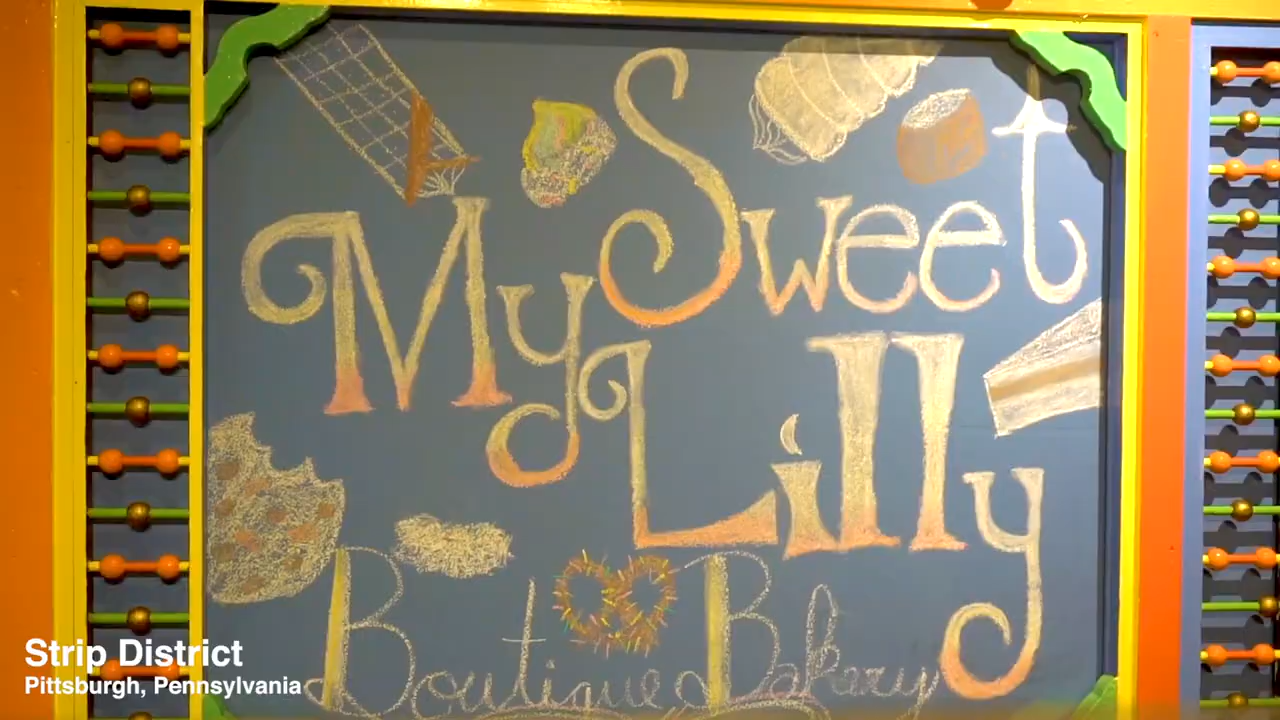 My Sweet
Lilly
Boutique Bakery
Strip District
Pittsburgh, Pennsylvania